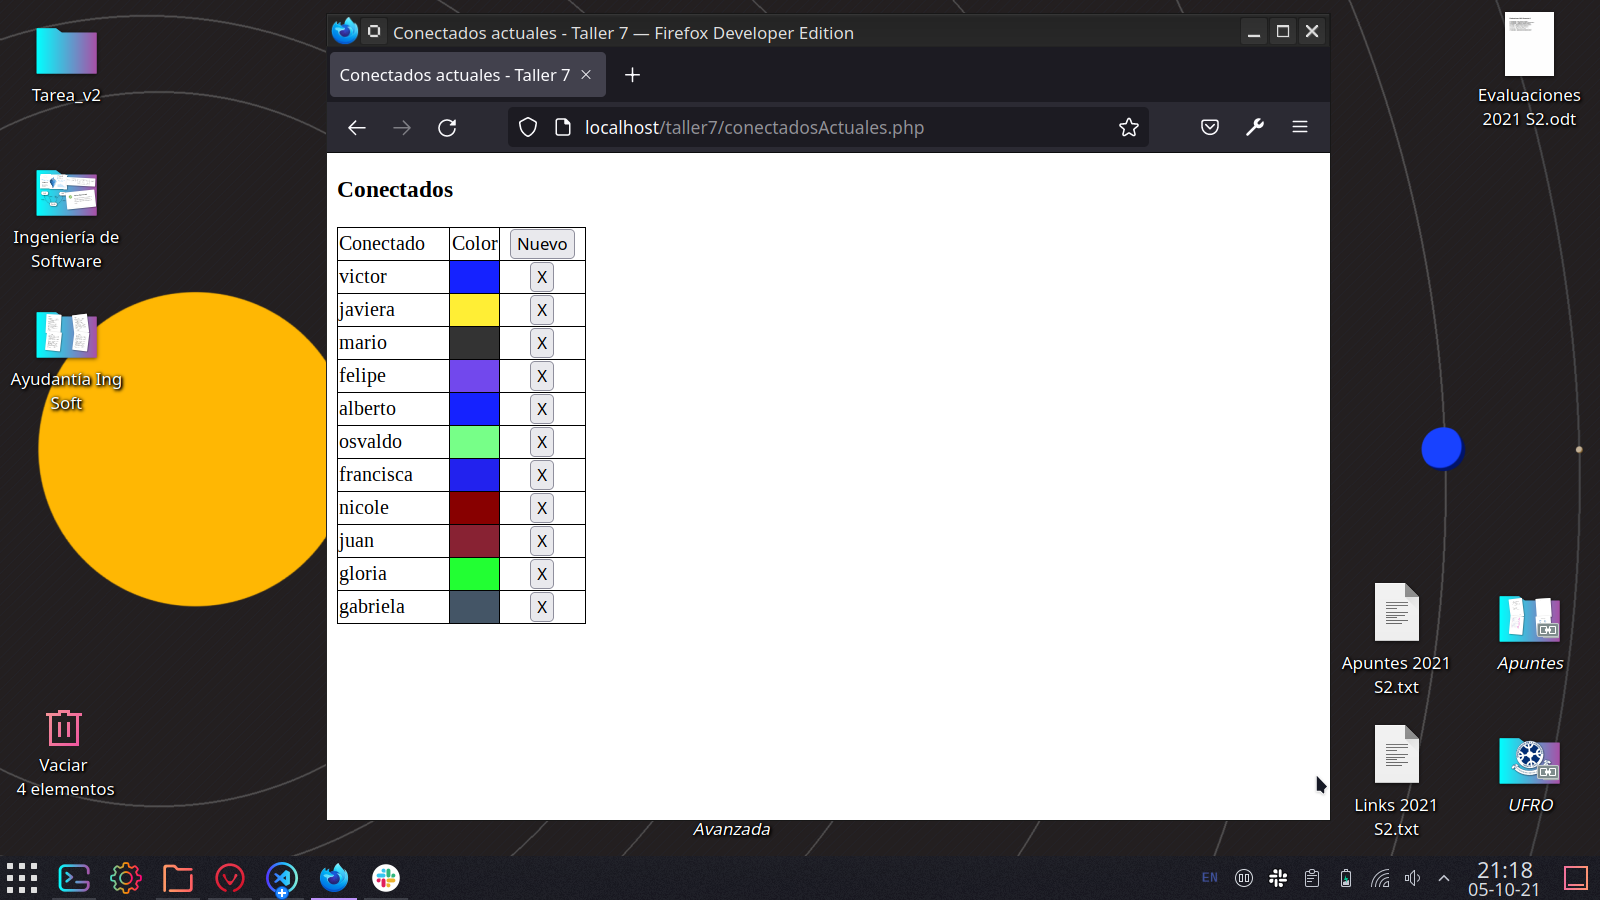 Conectados actuales - Taller 7 — Firefox Developer Edition
Conectados actuales - Taller 7
localhost/taller7/conectadosActuales.php
Conectados
Conectado Color Nuevo
victor X
javiera X
mario X
felipe X
alberto X
osvaldo X
francisca X
nicole X
juan X
gloria X
gabriela X
Tarea_v2
Ingeniería de
Software
Ayudantía Ing
Soft
Vaciar
4 elementos
Evaluaciones
2021 S2.odt
Apuntes 2021
S2.txt
Apuntes
Links 2021
S2.txt
UFRO
Avanzada
EN
21:18
05-10-21